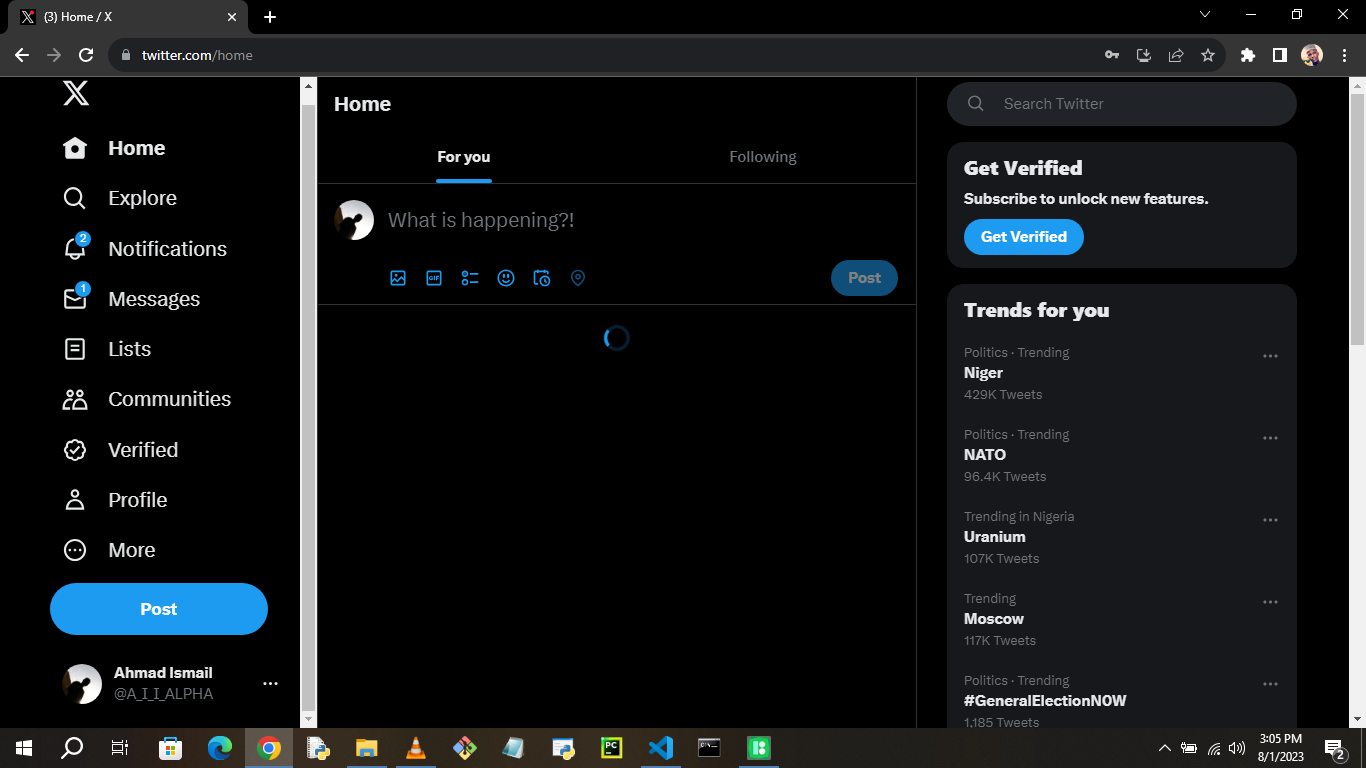 (3) Home / X
twitter.com/home
Home
Explore
2
Notifications
1
Messages
Lists
Communities
Verified
Profile
More
Post
Ahmad Ismail
@A_I_I_ALPHA
Home
For you
Following
What is happening?!
GIF
Post
Search Twitter
Get Verified
Subscribe to unlock new features.
Get Verified
Trends for you
Politics · Trending
Niger
429K Tweets
Politics · Trending
NATO
96.4K Tweets
Trending in Nigeria
Uranium
107K Tweets
Trending
Moscow
117K Tweets
Politics · Trending
#GeneralElectionN0W
1,185 Tweets
PC
3:05 PM
8/1/2023
2